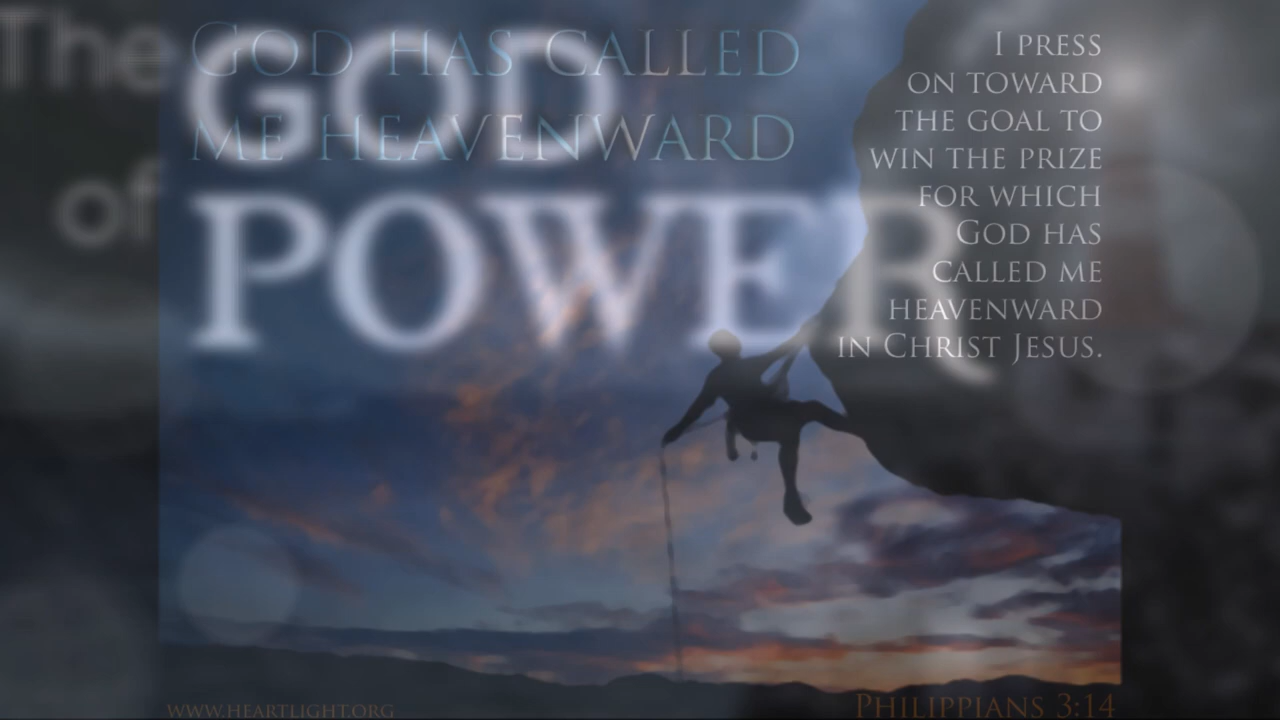 The
GOD
of
POWER
GOD HAS CALLED
ME HEAVENWARD
I PRESS
ON TOWARD
THE GOAL TO
WIN THE PRIZE
FOR WHICH
GOD HAS
CALLED ME
HEAVENWARD
IN CHRIST JESUS.
WWW.HEARTLIGHT.ORG
PHILIPPIANS 3:14